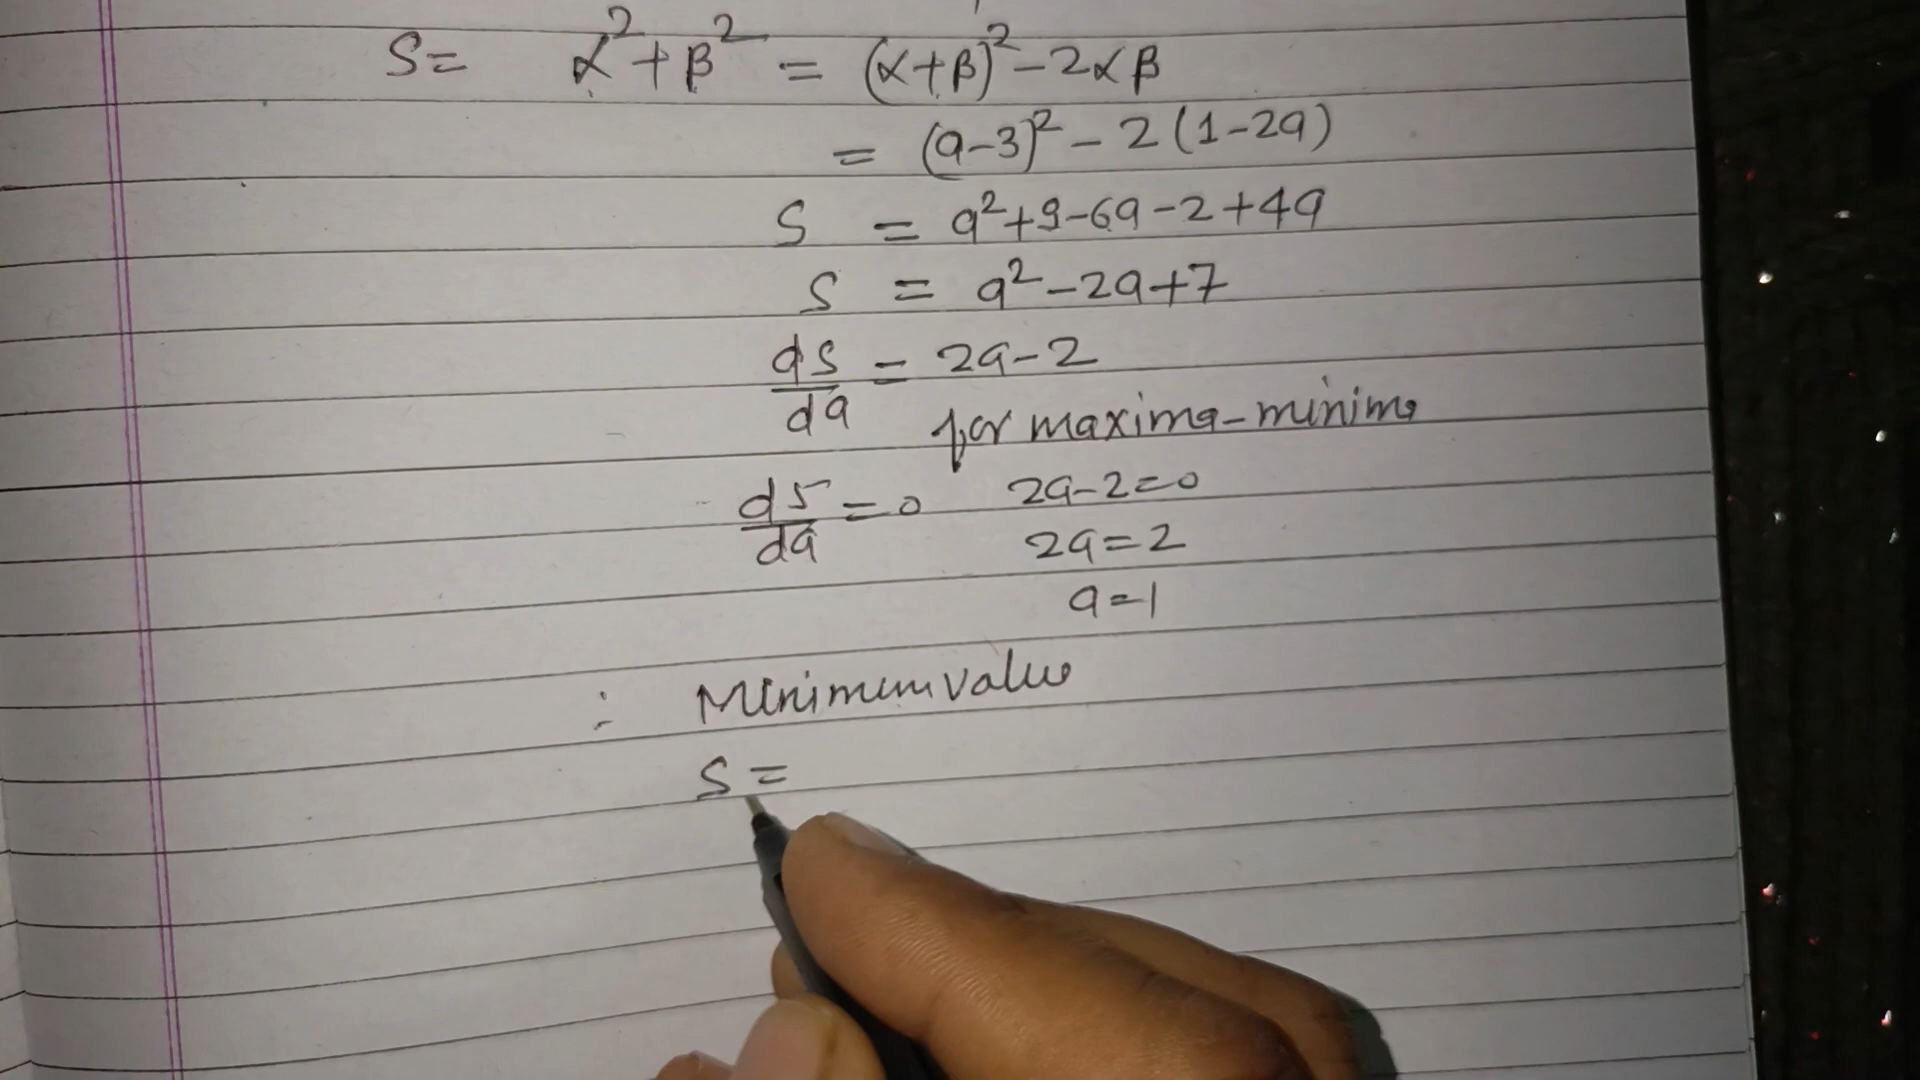 S= α²+β² = (α+β)²-2αβ
= (a-3)²-2(1-2a)
S = a²+9-6a-2+4a
S = a²-2a+7
dS/da = 2a-2
for maxima-minima
dS/da=0 2a-2=0
2a=2
a=1
: Minimum value
S=